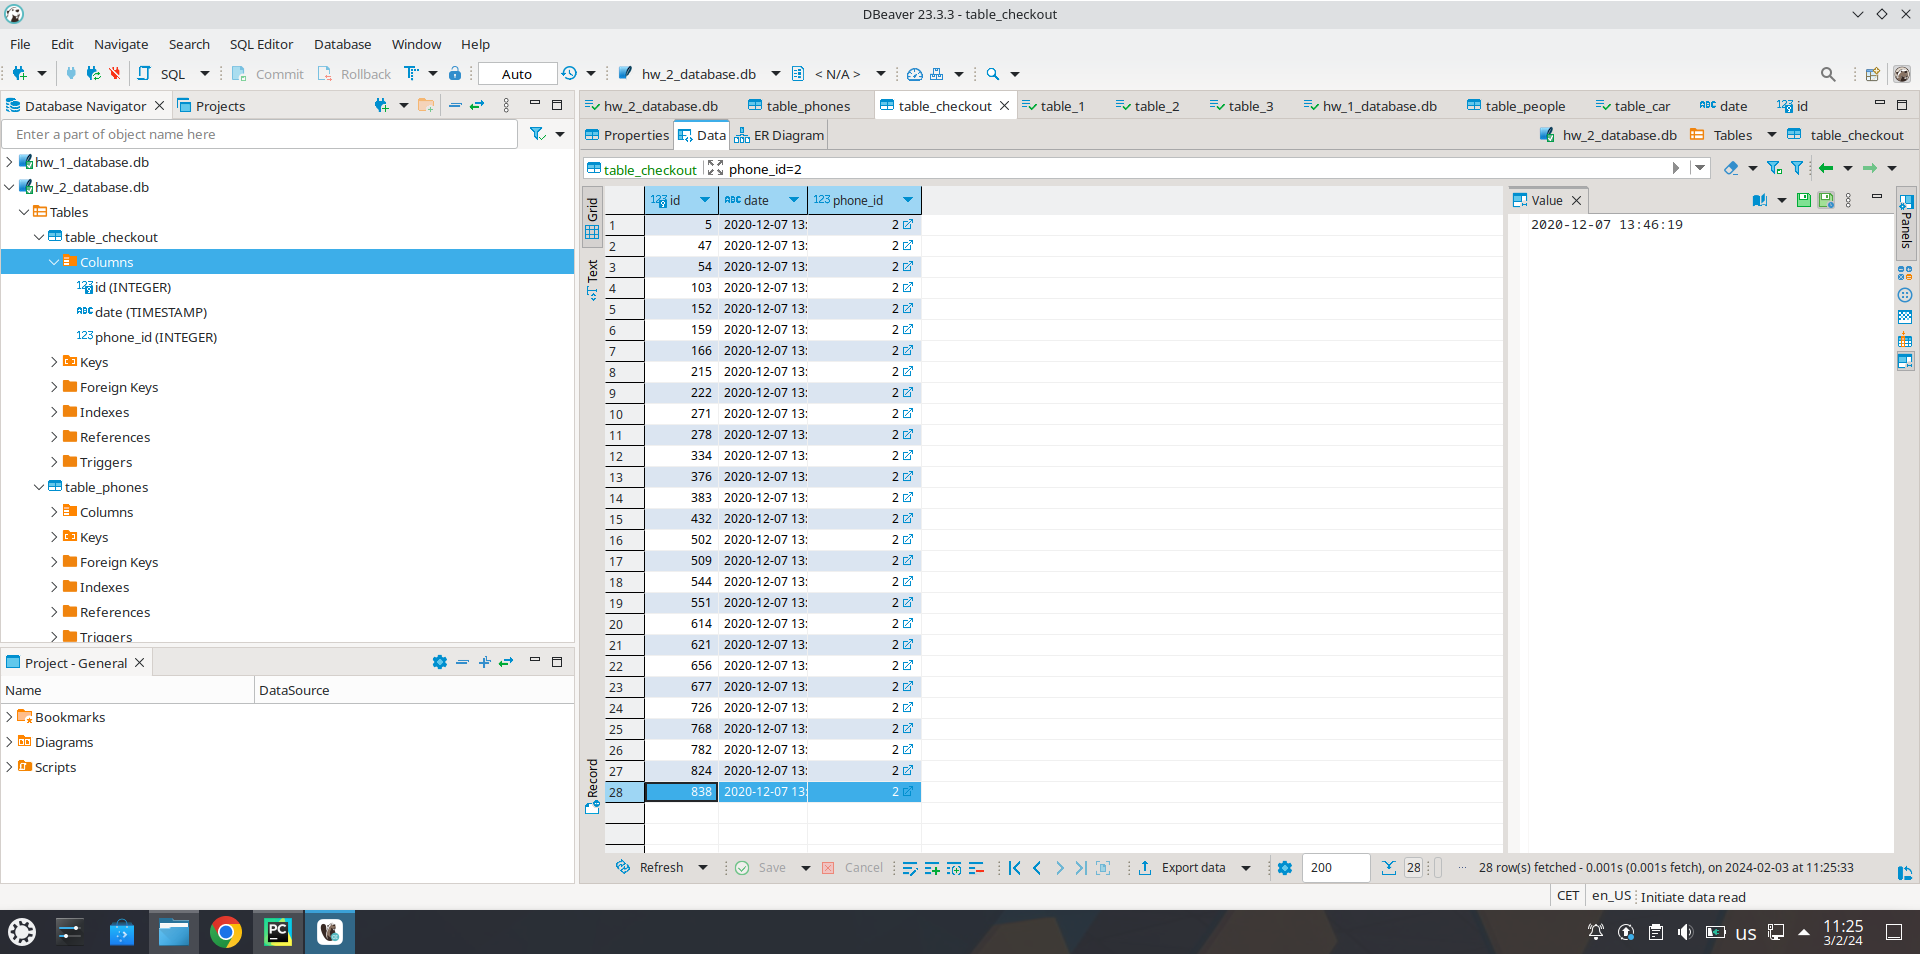 DBeaver 23.3.3 - table_checkout
File Edit Navigate Search SQL Editor Database Window Help
SQL Commit Rollback Auto hw_2_database.db < N/A >
Database Navigator Projects
Enter a part of object name here
hw_1_database.db
hw_2_database.db
Tables
table_checkout
Columns
id (INTEGER)
date (TIMESTAMP)
phone_id (INTEGER)
Keys
Foreign Keys
Indexes
References
Triggers
table_phones
Columns
Keys
Foreign Keys
Indexes
References
Triggers
Project - General
Name DataSource
Bookmarks
Diagrams
Scripts
hw_2_database.db table_phones table_checkout table_1 table_2 table_3 hw_1_database.db table_people table_car ABC date 123 id
Properties Data ER Diagram hw_2_database.db Tables table_checkout
table_checkout phone_id=2
Grid
Text
Record
123 id ABC date 123 phone_id
1 5 2020-12-07 13: 2
2 47 2020-12-07 13: 2
3 54 2020-12-07 13: 2
4 103 2020-12-07 13: 2
5 152 2020-12-07 13: 2
6 159 2020-12-07 13: 2
7 166 2020-12-07 13: 2
8 215 2020-12-07 13: 2
9 222 2020-12-07 13: 2
10 271 2020-12-07 13: 2
11 278 2020-12-07 13: 2
12 334 2020-12-07 13: 2
13 376 2020-12-07 13: 2
14 383 2020-12-07 13: 2
15 432 2020-12-07 13: 2
16 502 2020-12-07 13: 2
17 509 2020-12-07 13: 2
18 544 2020-12-07 13: 2
19 551 2020-12-07 13: 2
20 614 2020-12-07 13: 2
21 621 2020-12-07 13: 2
22 656 2020-12-07 13: 2
23 677 2020-12-07 13: 2
24 726 2020-12-07 13: 2
25 768 2020-12-07 13: 2
26 782 2020-12-07 13: 2
27 824 2020-12-07 13: 2
28 838 2020-12-07 13: 2
Value
2020-12-07 13:46:19
Panels
Refresh Save Cancel Export data 200 28 ... 28 row(s) fetched - 0.001s (0.001s fetch), on 2024-02-03 at 11:25:33
CET en_US Initiate data read
PC us 11:25
3/2/24